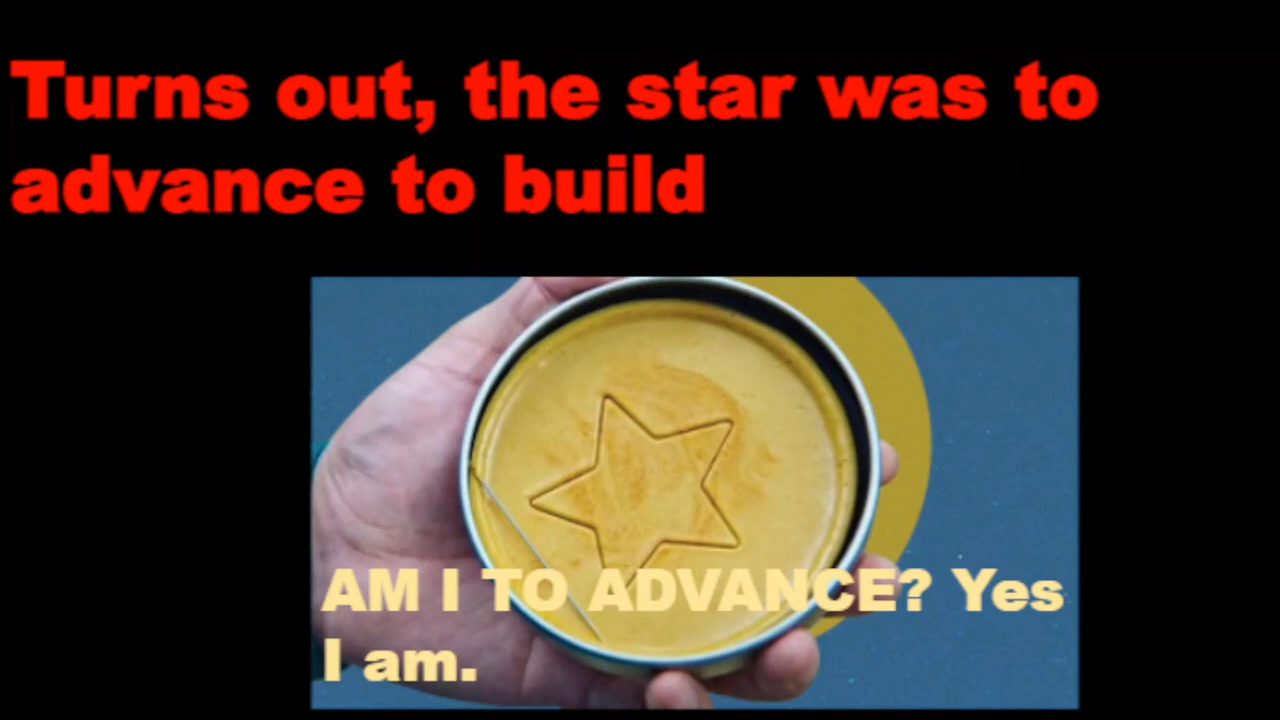 Turns out, the star was to
advance to build
AM I TO ADVANCE? Yes
I am.